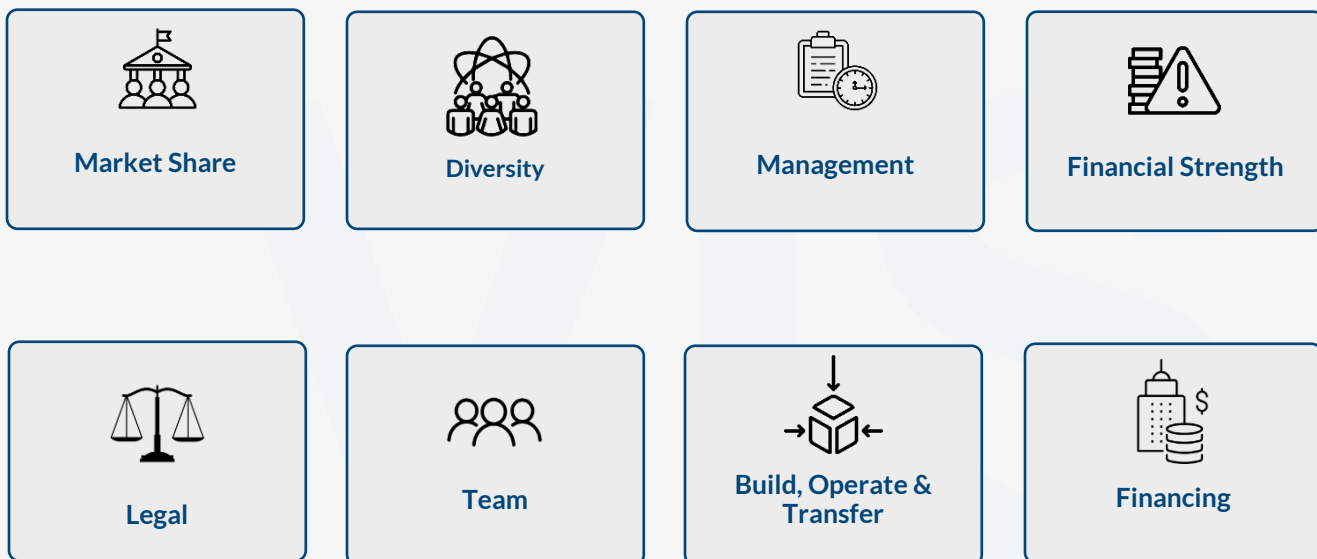 Market Share
Diversity
Management
Financial Strength
$
Legal
Team
Build, Operate &
Transfer
Financing